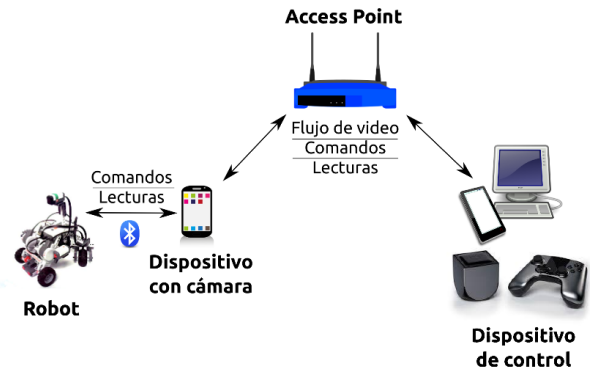 Access Point
Flujo de video
Comandos
Lecturas
Comandos
Lecturas
Dispositivo
con cámara
Robot
Dispositivo
de control